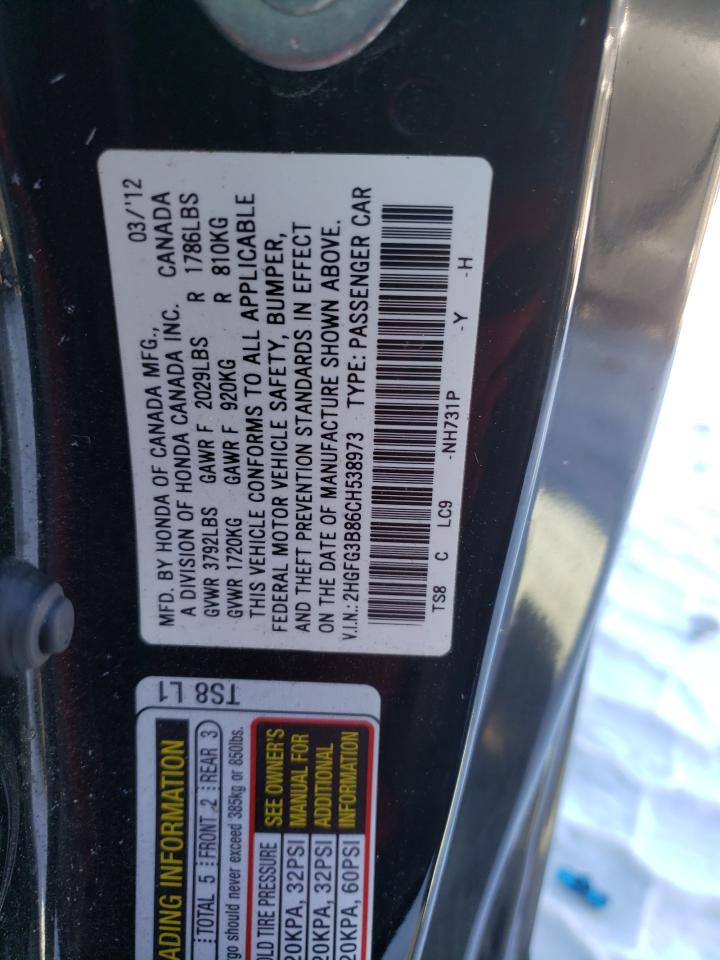 03/'12
MFD. BY HONDA OF CANADA MFG.,
A DIVISION OF HONDA CANADA INC. CANADA
GVWR 3792LBS GAWR F 2029LBS R 1786LBS
GVWR 1720KG GAWR F 920KG R 810KG
THIS VEHICLE CONFORMS TO ALL APPLICABLE
FEDERAL MOTOR VEHICLE SAFETY, BUMPER,
AND THEFT PREVENTION STANDARDS IN EFFECT
ON THE DATE OF MANUFACTURE SHOWN ABOVE.
V.I.N.: 2HGFG3B86CH538973 TYPE: PASSENGER CAR
TS8 C LC9 -NH731P -Y -H
TS8 L1
ADING INFORMATION
TOTAL 5 FRONT 2 REAR 3
rgo should never exceed 385kg or 850lbs.
OLD TIRE PRESSURE
20KPA, 32PSI
20KPA, 32PSI
20KPA, 60PSI
SEE OWNER'S
MANUAL FOR
ADDITIONAL
INFORMATION